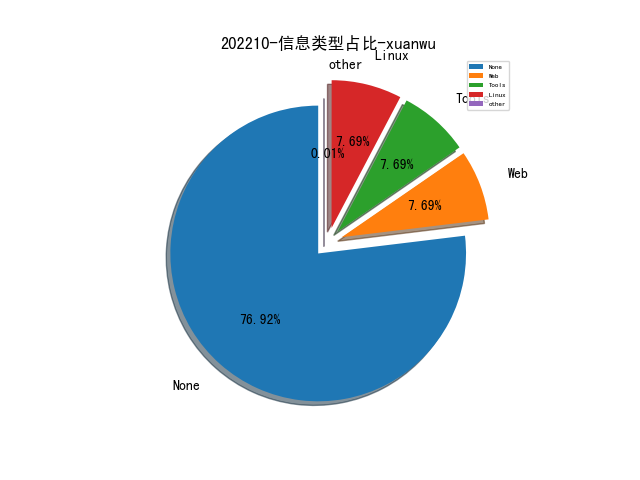 202210-信息类型占比-xuanwu
Linux
other
None
Web
Tools
Linux
other
Tools
7.69%
0.01%
7.69%
Web
7.69%
76.92%
None